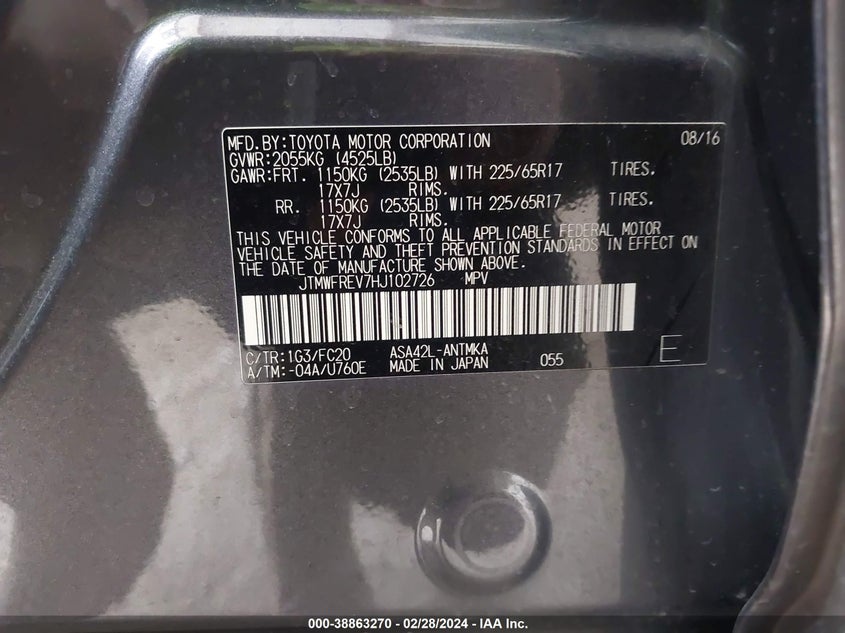 MFD.BY:TOYOTA MOTOR CORPORATION 08/16
GVWR:2055KG (4525LB)
GAWR:FRT. 1150KG (2535LB) WITH 225/65R17 TIRES.
17X7J RIMS.
RR. 1150KG (2535LB) WITH 225/65R17 TIRES.
17X7J RIMS.
THIS VEHICLE CONFORMS TO ALL APPLICABLE FEDERAL MOTOR
VEHICLE SAFETY AND THEFT PREVENTION STANDARDS IN EFFECT ON
THE DATE OF MANUFACTURE SHOWN ABOVE.
JTMWFREV7HJ102726 MPV
C/TR:1G3/FC20 ASA42L-ANTMKA 055 E
A/TM:-04A/U760E MADE IN JAPAN
000-38863270 - 02/28/2024 - IAA Inc.